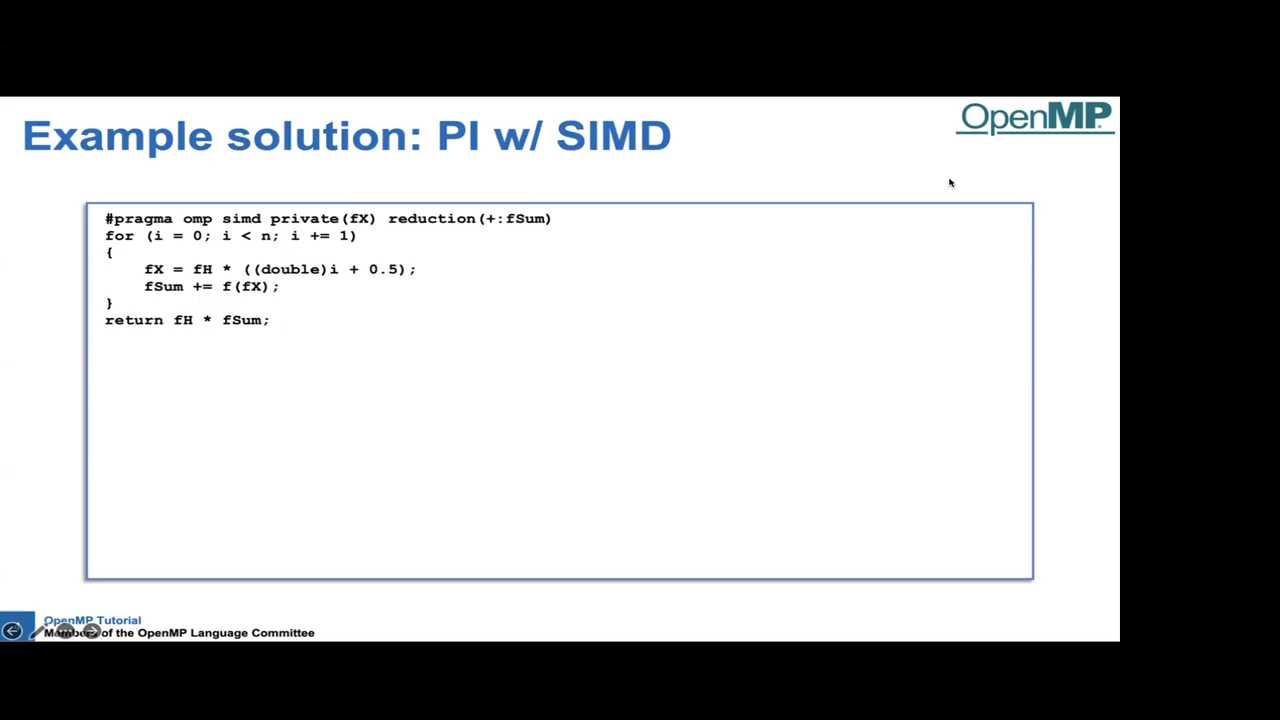 Example solution: PI w/ SIMD
OpenMP
#pragma omp simd private(fX) reduction(+:fSum)
for (i = 0; i < n; i += 1)
{
    fX = fH * ((double)i + 0.5);
    fSum += f(fX);
}
return fH * fSum;
OpenMP Tutorial
Members of the OpenMP Language Committee